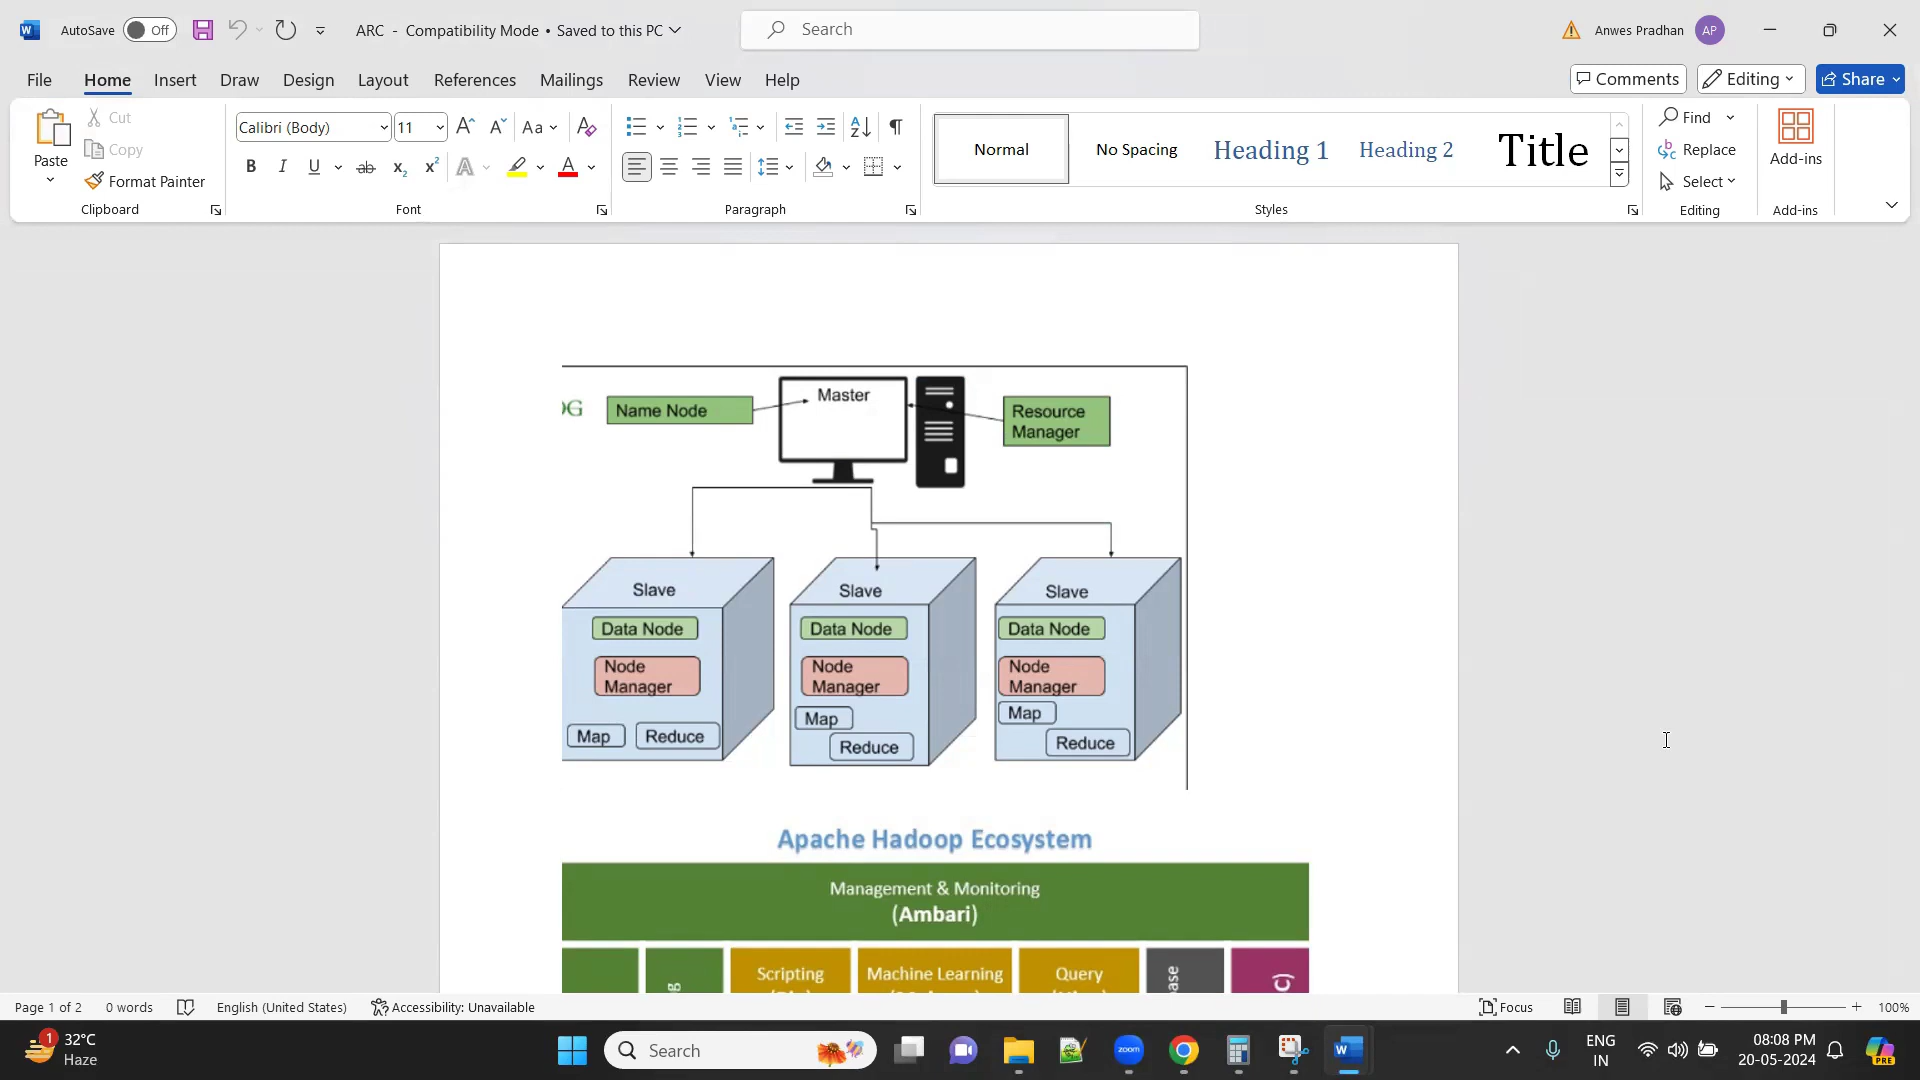 AutoSave Off ARC - Compatibility Mode • Saved to this PC Search Anwes Pradhan AP
File Home Insert Draw Design Layout References Mailings Review View Help Comments Editing Share
Paste Cut Copy Format Painter Clipboard
Calibri (Body) 11 Font
Paragraph
Normal No Spacing Heading 1 Heading 2 Title Styles
Find Replace Select Editing
Add-ins Add-ins
Name Node Master Resource Manager
Slave Slave Slave
Data Node Data Node Data Node
Node Manager Node Manager Node Manager
Map Reduce Map Reduce Map Reduce
Apache Hadoop Ecosystem
Management & Monitoring
(Ambari)
Scripting Machine Learning Query
Page 1 of 2 0 words English (United States) Accessibility: Unavailable Focus 100%
1 32°C Haze Search zoom ENG IN 08:08 PM 20-05-2024 PRE